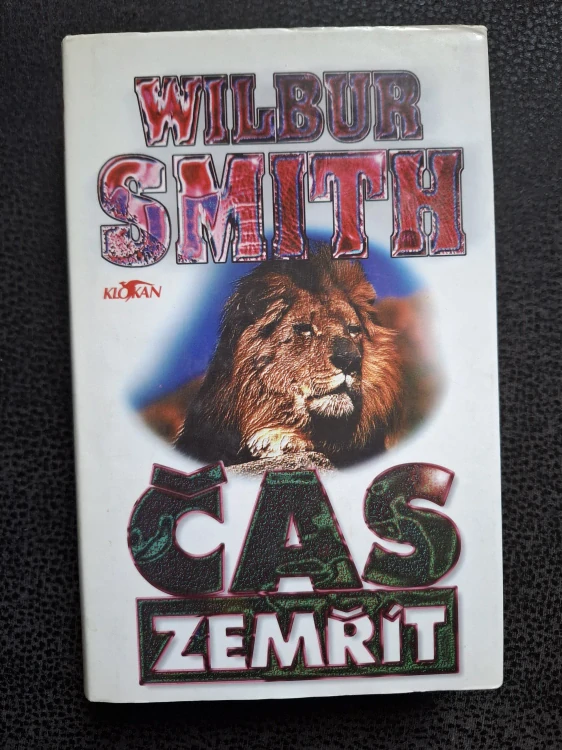 WILBUR
SMITH
KLOKAN
ČAS
ZEMŘÍT